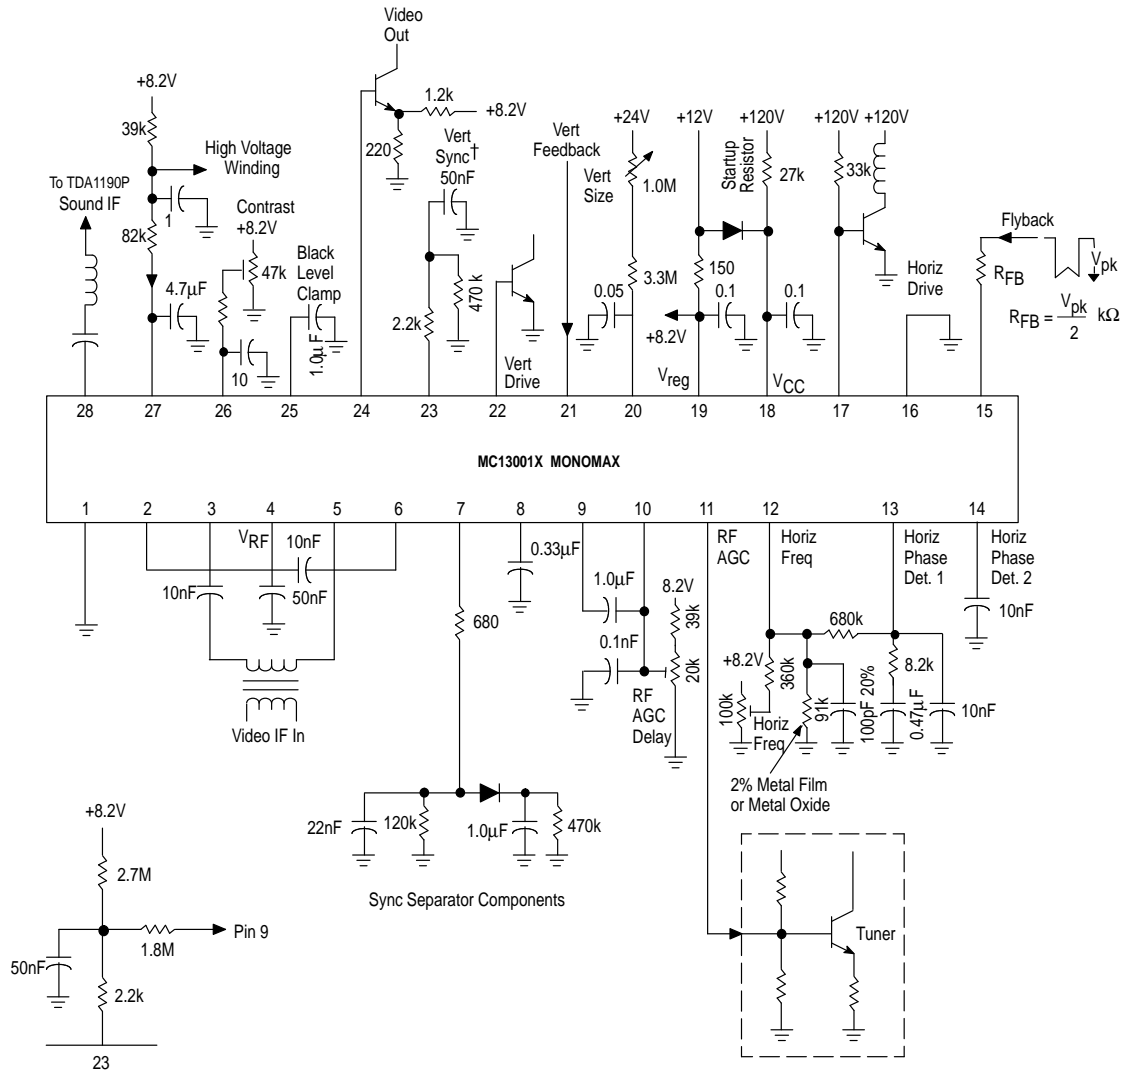 Video
Out
+8.2V
39k
1.2k
+8.2V
High Voltage
Winding
220
Vert
Sync†
50nF
Vert
Feedback
+24V
Vert
Size
1.0M
+12V
+120V
Startup
Resistor
27k
+120V
+120V
33k
To TDA1190P
Sound IF
1
82k
Contrast
+8.2V
47k
Black
Level
Clamp
4.7μF
10
1.0μF
470 k
2.2k
Vert
Drive
0.05
3.3M
150
0.1
0.1
+8.2V
Vreg
VCC
Horiz
Drive
Flyback
RFB
Vpk
RFB = Vpk/2 kΩ
28
27
26
25
24
23
22
21
20
19
18
17
16
15
MC13001X MONOMAX
1
2
3
4
5
6
7
8
9
10
11
12
13
14
VRF
10nF
10nF
50nF
Video IF In
680
0.33μF
1.0μF
0.1nF
8.2V
39k
20k
RF
AGC
Delay
RF
AGC
Horiz
Freq
Horiz
Phase
Det. 1
Horiz
Phase
Det. 2
10nF
680k
+8.2V
360k
100k
Horiz
Freq
91k
100pF 20%
8.2k
0.47μF
10nF
2% Metal Film
or Metal Oxide
22nF
120k
1.0μF
470k
Sync Separator Components
Tuner
+8.2V
2.7M
1.8M
Pin 9
50nF
2.2k
23